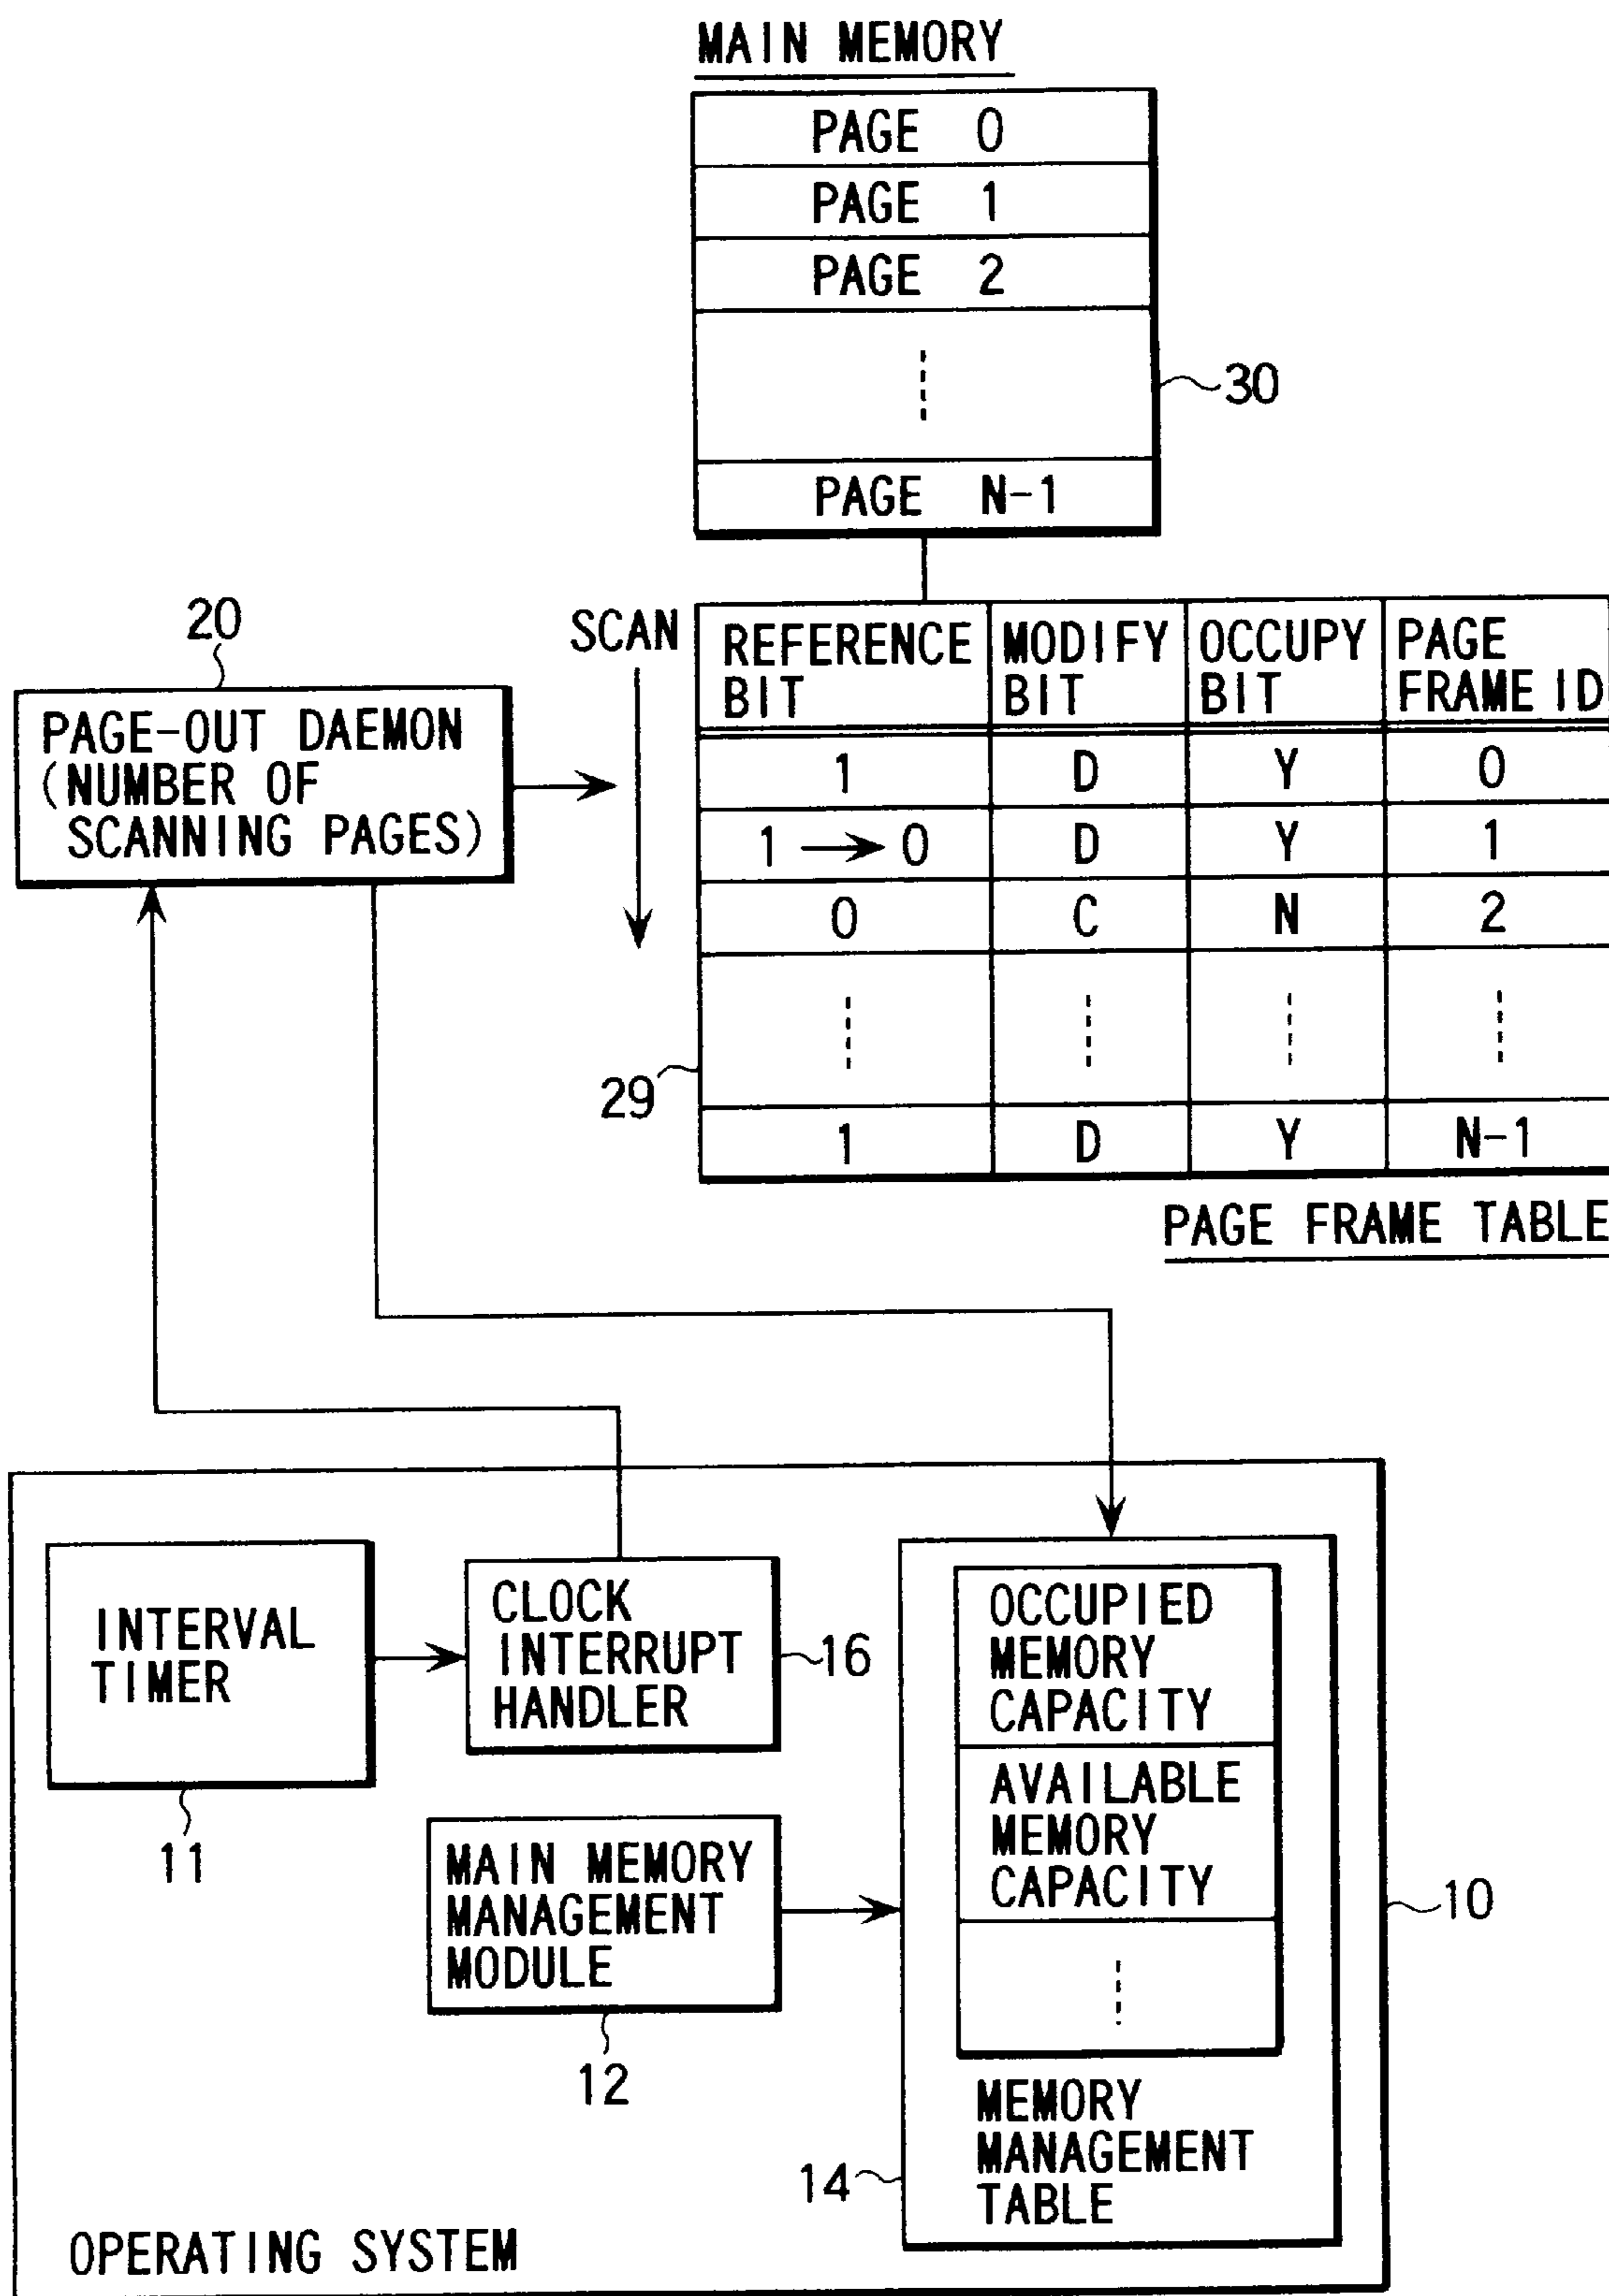 MAIN MEMORY
PAGE 0
PAGE 1
PAGE 2
30
PAGE N-1
20
PAGE-OUT DAEMON
(NUMBER OF
SCANNING PAGES)
SCAN
REFERENCE BIT MODIFY BIT OCCUPY BIT PAGE FRAME ID
1 D Y 0
1 → 0 D Y 1
0 C N 2
29
1 D Y N-1
PAGE FRAME TABLE
INTERVAL
TIMER
11
CLOCK
INTERRUPT
HANDLER
16
MAIN MEMORY
MANAGEMENT
MODULE
12
OCCUPIED
MEMORY
CAPACITY
AVAILABLE
MEMORY
CAPACITY
10
MEMORY
MANAGEMENT
TABLE
14
OPERATING SYSTEM